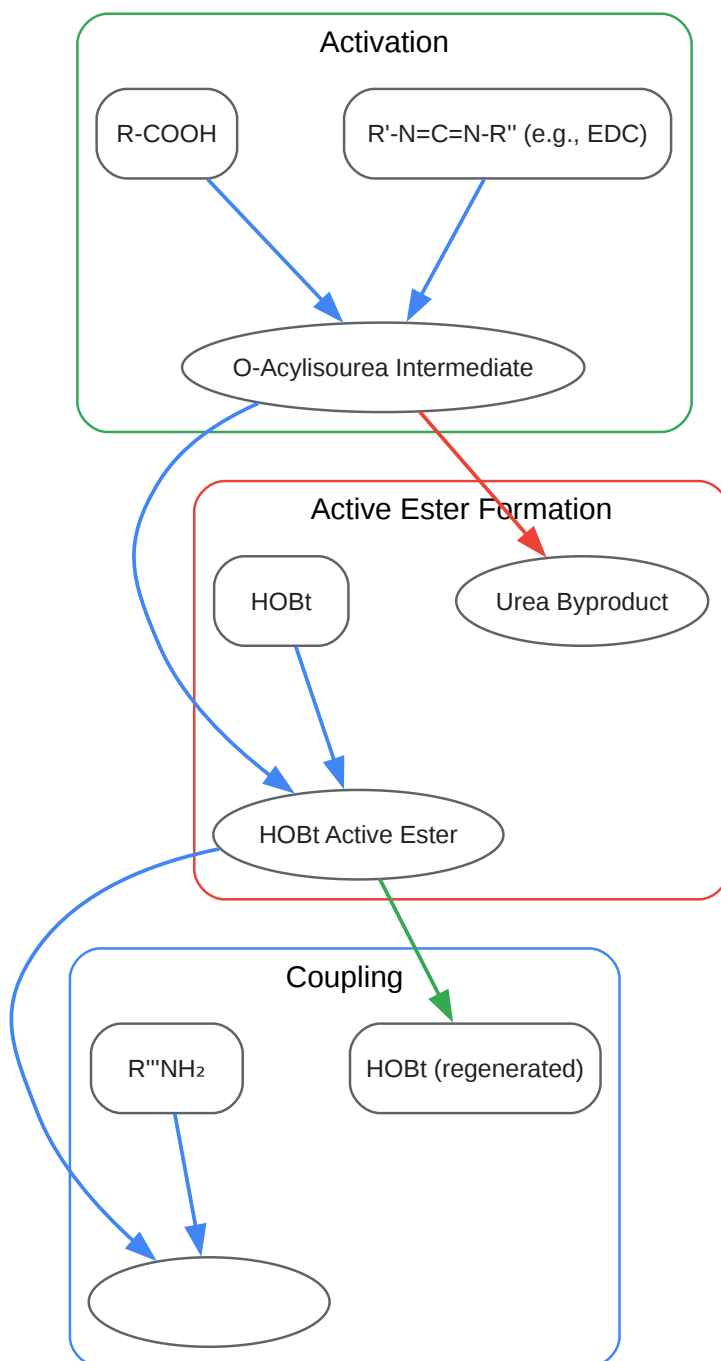 Activation
R-COOH
R'-N=C=N-R'' (e.g., EDC)
O-Acylisourea Intermediate
Active Ester Formation
HOBt
Urea Byproduct
HOBt Active Ester
Coupling
R'''NH₂
HOBt (regenerated)